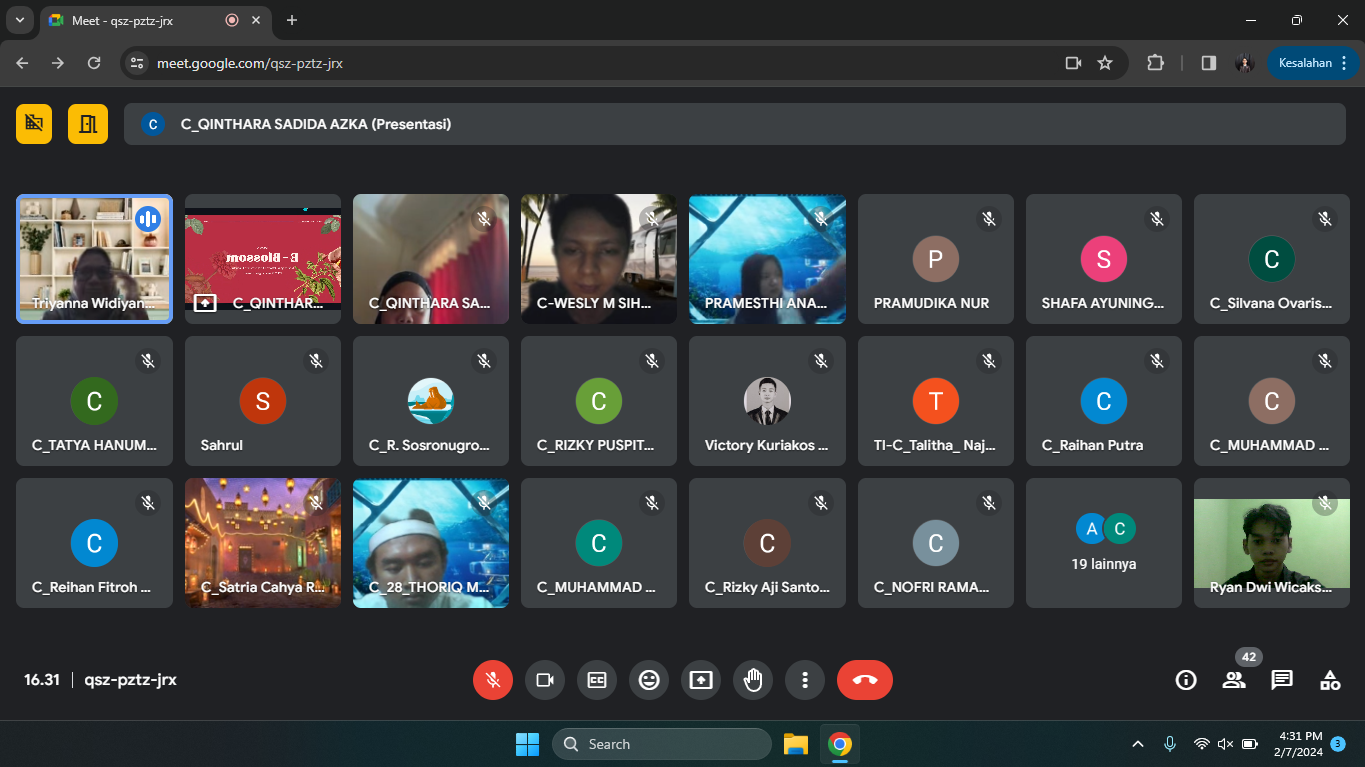 Meet - qsz-pztz-jrx
meet.google.com/qsz-pztz-jrx
Kesalahan
C
C_QINTHARA SADIDA AZKA (Presentasi)
Triyanna Widiyan...
E-Blossom
C_QINTHAR...
C_QINTHARA SA...
C-WESLY M SIH...
PRAMESTHI ANA...
P
PRAMUDIKA NUR
S
SHAFA AYUNING...
C
C_Silvana Ovaris...
C
C_TATYA HANUM...
S
Sahrul
C_R. Sosronugro...
C
C_RIZKY PUSPIT...
Victory Kuriakos ...
T
TI-C_Talitha_ Naj...
C
C_Raihan Putra
C
C_MUHAMMAD ...
C
C_Reihan Fitroh ...
C_Satria Cahya R...
C_28_THORIQ M...
C
C_MUHAMMAD ...
C
C_Rizky Aji Santo...
C
C_NOFRI RAMA...
A C
19 lainnya
Ryan Dwi Wicaks...
16.31 | qsz-pztz-jrx
42
Search
4:31 PM
2/7/2024
3